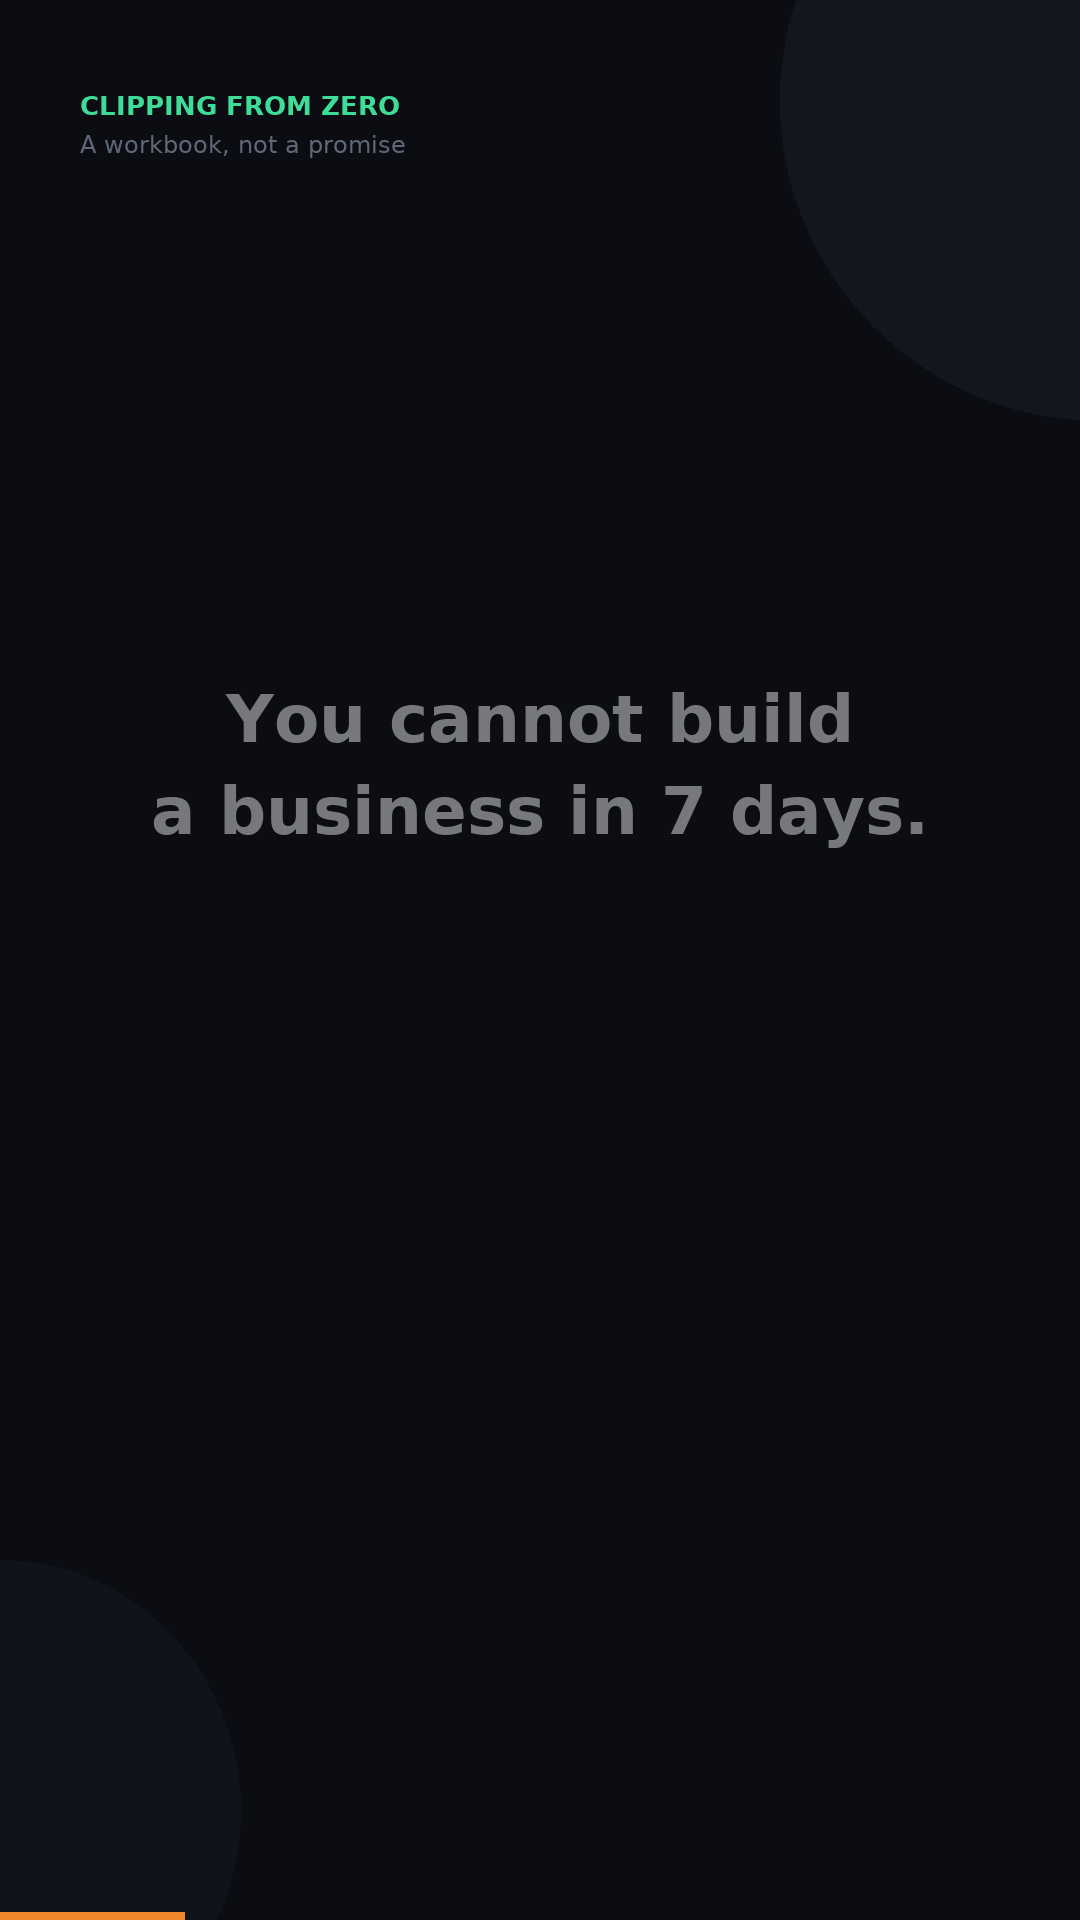 CLIPPING FROM ZERO
A workbook, not a promise
You cannot build
a business in 7 days.